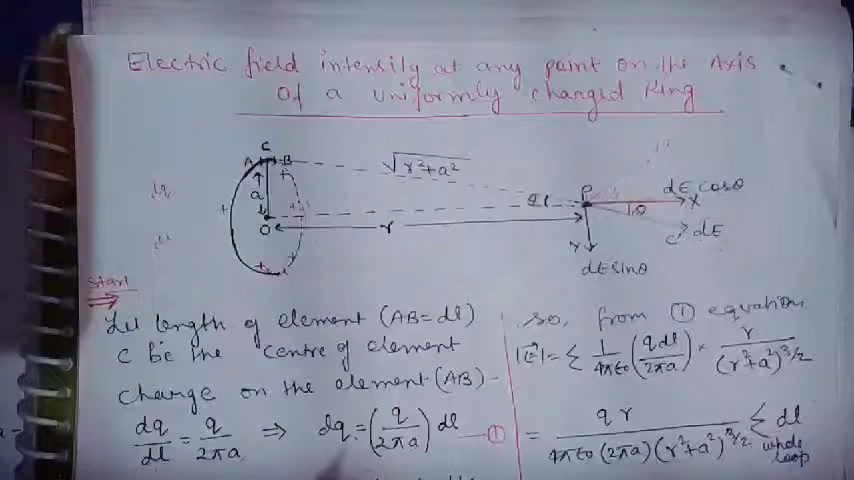 Electric field intensity at any point on the Axis
Of a uniformly charged Ring
C
A B
+
√r²+a²
a
P
θ
dE cosθ
X
θ
O
r
dE
Y
dE sinθ
Start
Let length of element (AB=dl)
C be the centre of element
Charge on the element (AB) -
dq/dl = q/2πa ⇒ dq = (q/2πa) dl —①
so, from ① equation
|E⃗| = Σ 1/4πε0 (q dl/2πa) × r/(r²+a²)^3/2
= q r/4πε0 (2πa) (r²+a²)^3/2 Σ dl
whole
loop